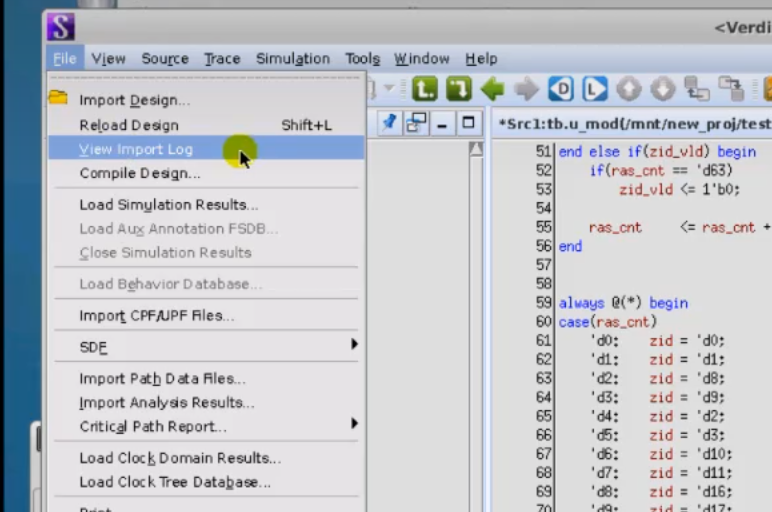 S
<Verdi
File View Source Trace Simulation Tools Window Help
Import Design...
Reload Design Shift+L
View Import Log
Compile Design...
Load Simulation Results...
Load Aux Annotation FSDB...
Close Simulation Results
Load Behavior Database...
Import CPF/UPF Files...
SDF
Import Path Data Files...
Import Analysis Results...
Critical Path Report...
Load Clock Domain Results...
Load Clock Tree Database...
D L
*Src1:tb.u_mod(/mnt/new_proj/test
51 end else if(zid_vld) begin
52 if(ras_cnt == 'd63)
53 zid_vld <= 1'b0;
54
55 ras_cnt <= ras_cnt +
56 end
57
58
59 always @(*) begin
60 case(ras_cnt)
61 'd0: zid = 'd0;
62 'd1: zid = 'd1;
63 'd2: zid = 'd8;
64 'd3: zid = 'd9;
65 'd4: zid = 'd2;
66 'd5: zid = 'd3;
67 'd6: zid = 'd10;
68 'd7: zid = 'd11;
69 'd8: zid = 'd16;
70 'd9: zid = 'd17;